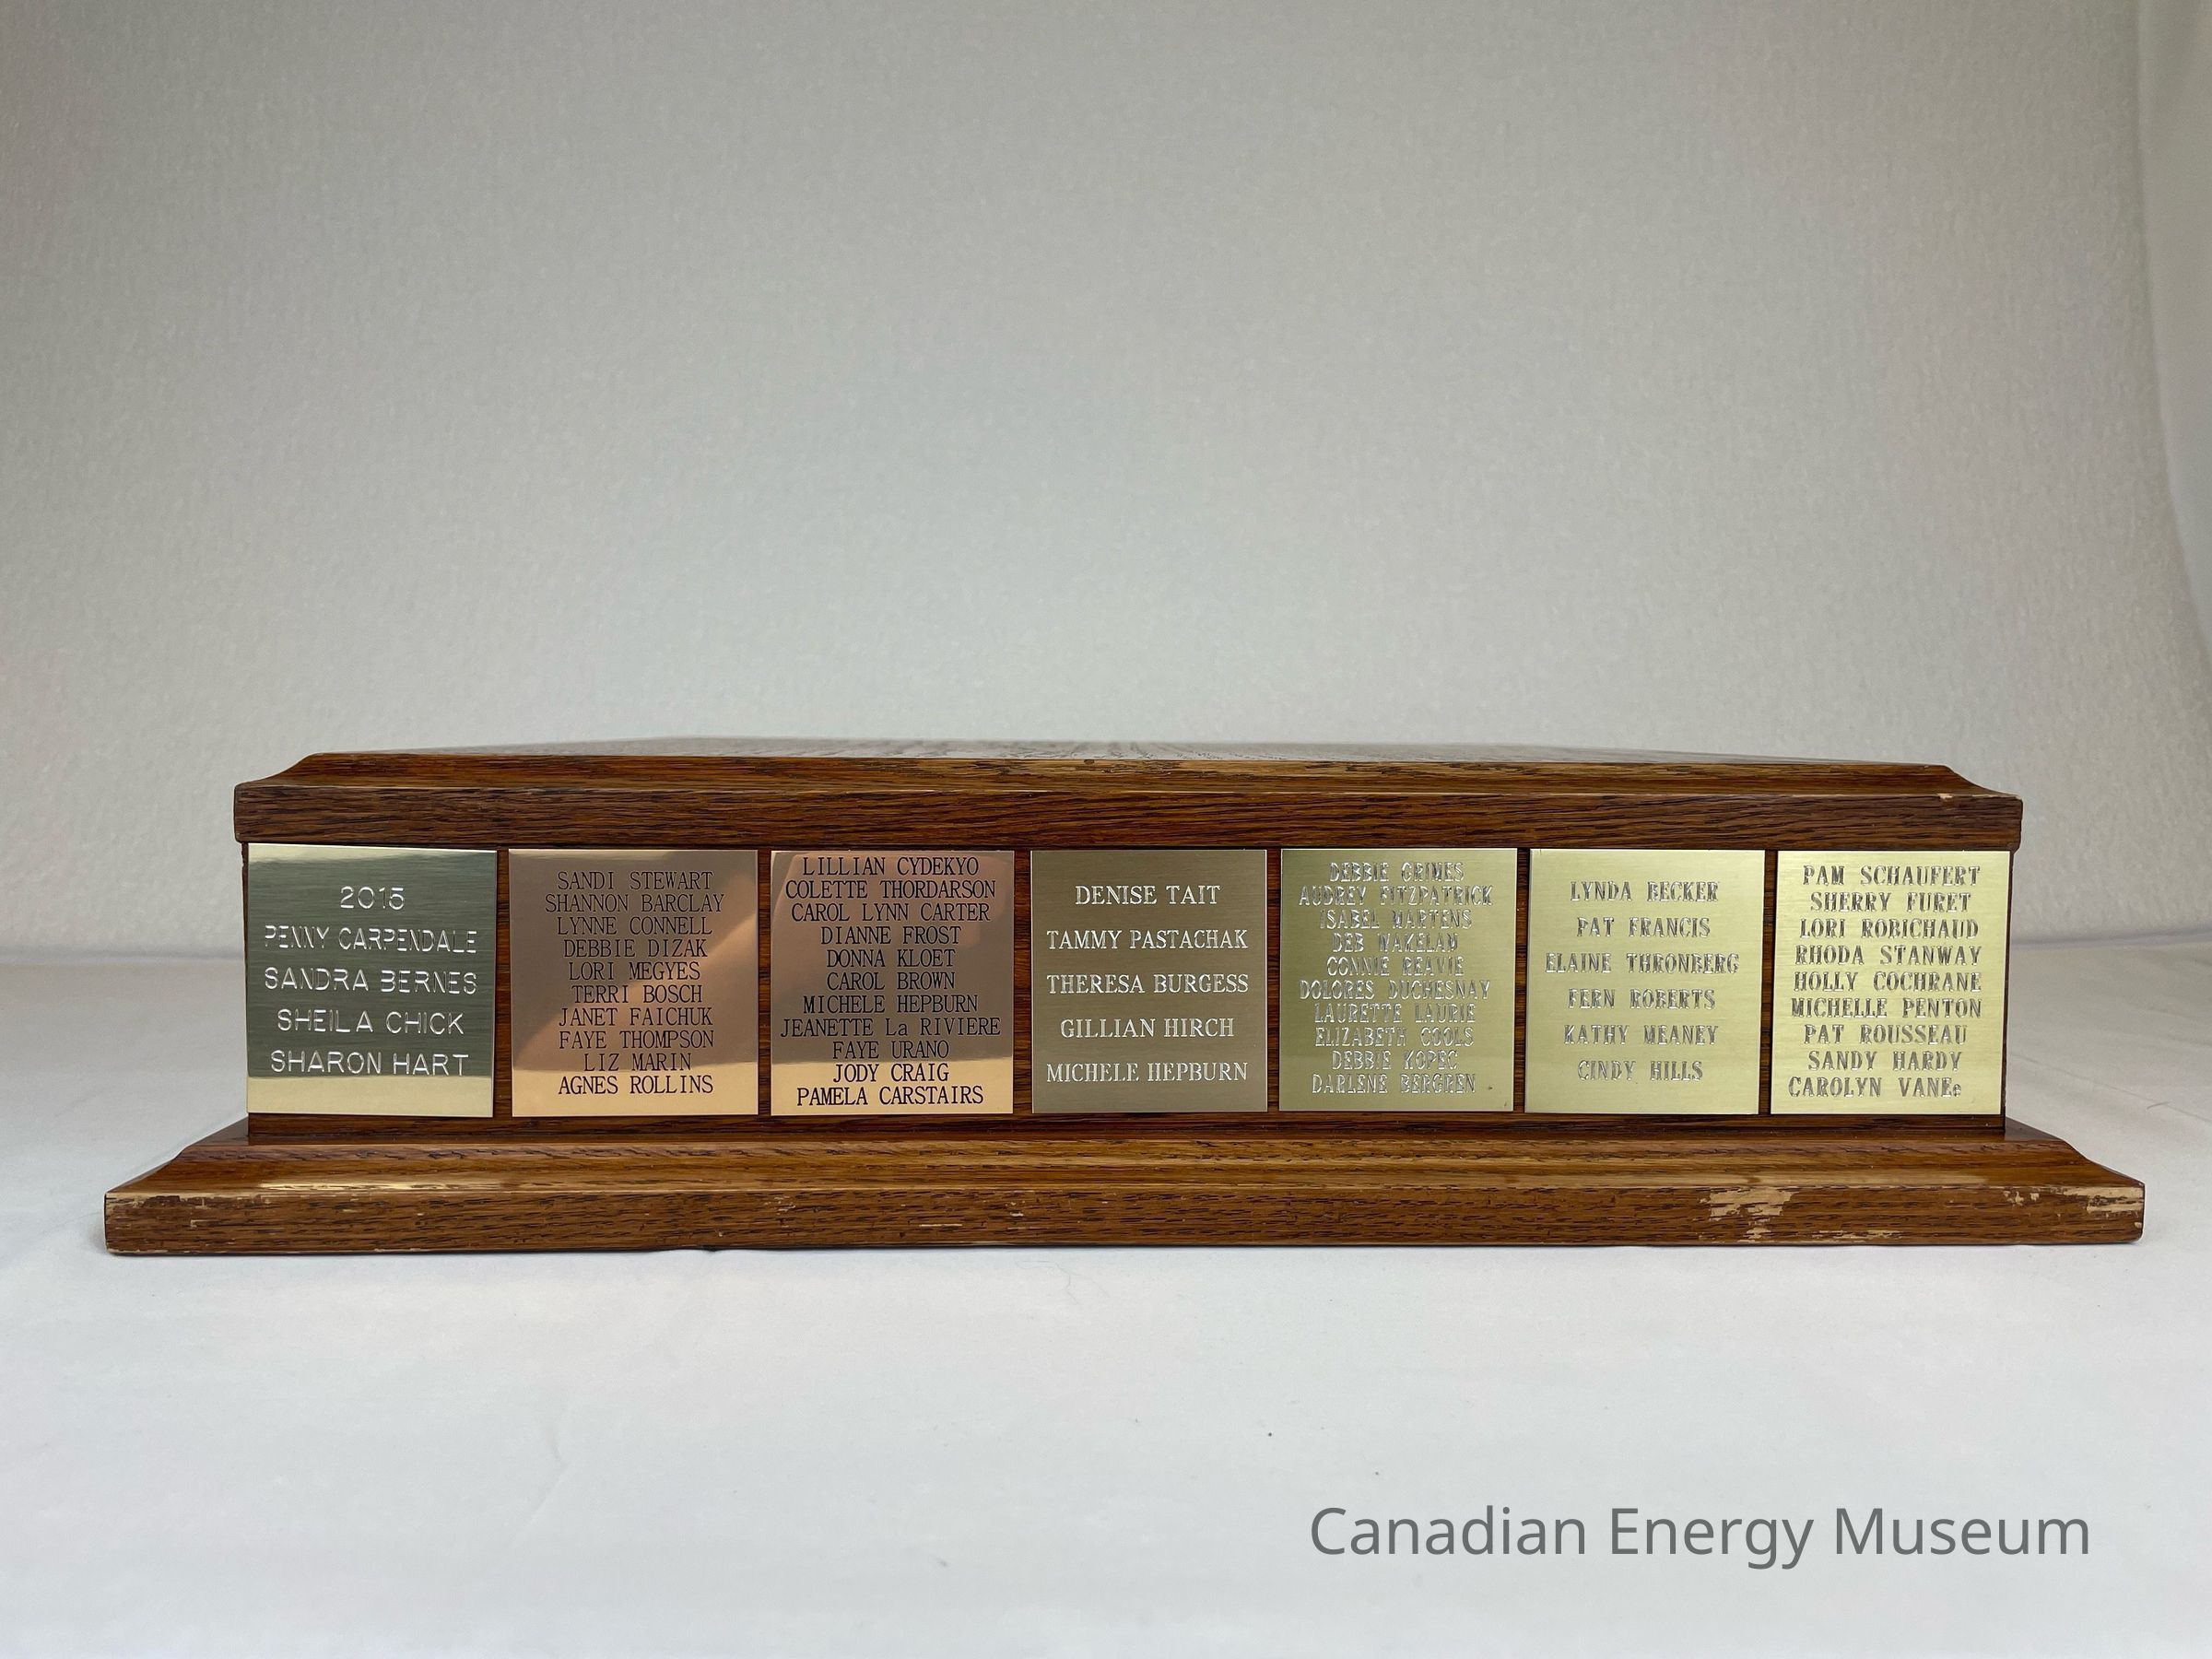 2015
PENNY CARPENDALE
SANDRA BERNES
SHEILA CHICK
SHARON HART
SANDI STEWART
SHANNON BARCLAY
LYNNE CONNELL
DEBBIE DIZAK
LORI MEGYES
TERRI BOSCH
JANET FAICHUK
FAYE THOMPSON
LIZ MARIN
AGNES ROLLINS
LILLIAN CYDEKYO
COLETTE THORDARSON
CAROL LYNN CARTER
DIANNE FROST
DONNA KLOET
CAROL BROWN
MICHELE HEPBURN
JEANETTE La RIVIERE
FAYE URANO
JODY CRAIG
PAMELA CARSTAIRS
DENISE TAIT
TAMMY PASTACHAK
THERESA BURGESS
GILLIAN HIRCH
MICHELE HEPBURN
DEBBIE GRIMES
AUDREY FITZPATRICK
ISABEL MARTENS
DEB WAKELAM
CONNIE REAVIE
DOLORES DUCHESNAY
LAURETTE LAURIE
ELIZABETH COOLS
DEBBIE KOPEC
DARLENE BERGREN
LYNDA BECKER
PAT FRANCIS
ELAINE THRONBERG
FERN ROBERTS
KATHY MEANEY
CINDY HILLS
PAM SCHAUFERT
SHERRY FURET
LORI ROBICHAUD
RHODA STANWAY
HOLLY COCHRANE
MICHELLE PENTON
PAT ROUSSEAU
SANDY HARDY
CAROLYN VANEe
Canadian Energy Museum